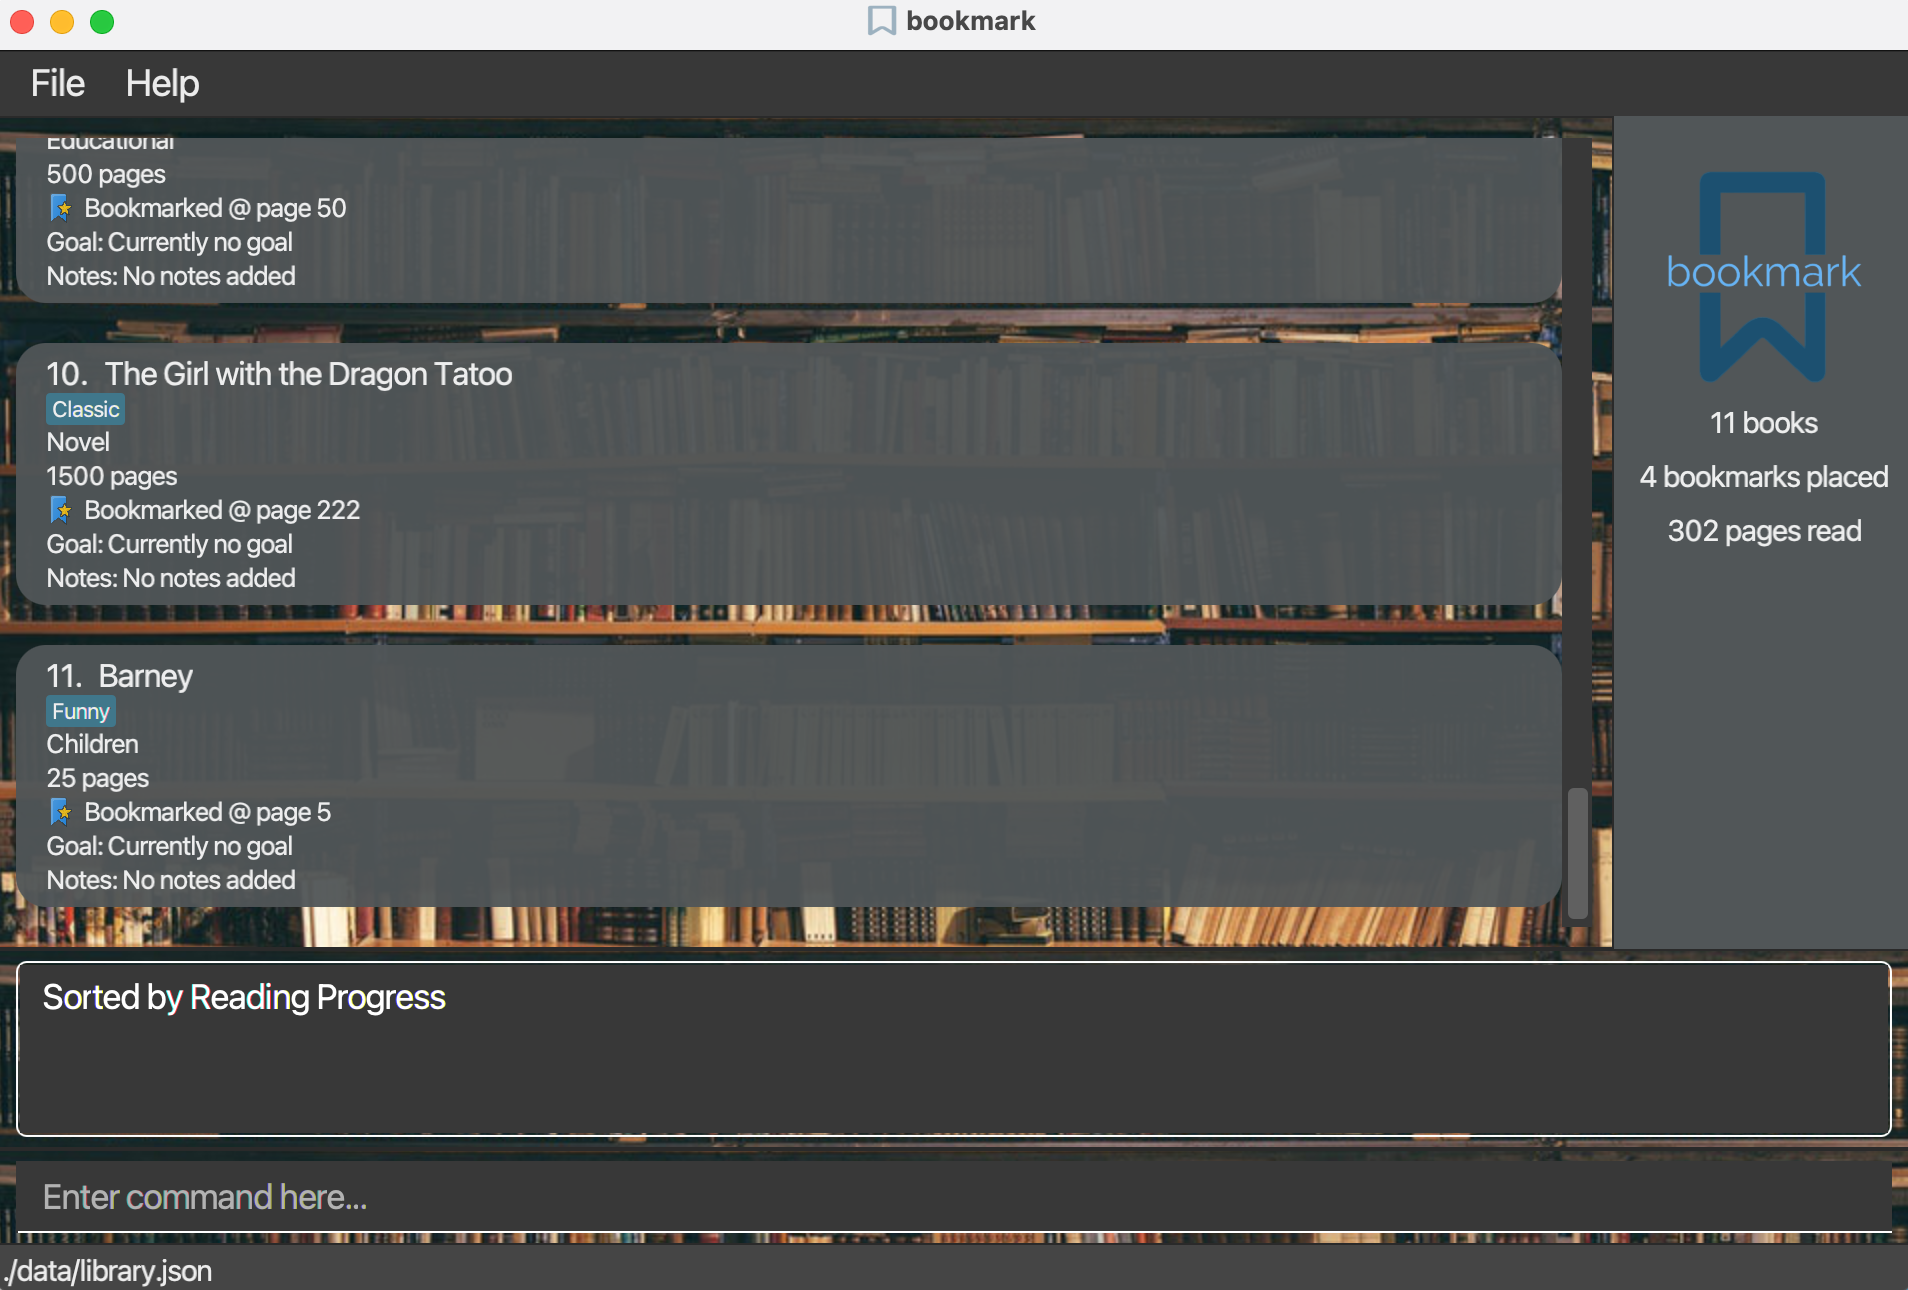 bookmark
File Help
Educational
500 pages
Bookmarked @ page 50
Goal: Currently no goal
Notes: No notes added
10. The Girl with the Dragon Tatoo
Classic
Novel
1500 pages
Bookmarked @ page 222
Goal: Currently no goal
Notes: No notes added
11. Barney
Funny
Children
25 pages
Bookmarked @ page 5
Goal: Currently no goal
Notes: No notes added
bookmark
11 books
4 bookmarks placed
302 pages read
Sorted by Reading Progress
Enter command here...
./data/library.json